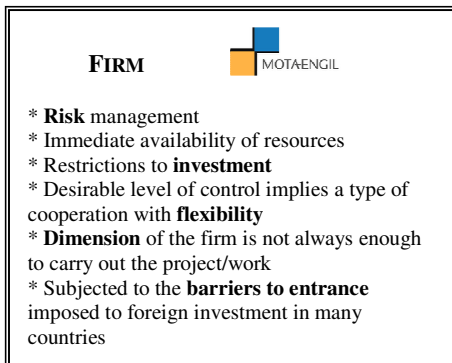 FIRM
MOTA-ENGIL
* Risk management
* Immediate availability of resources
* Restrictions to investment
* Desirable level of control implies a type of
cooperation with flexibility
* Dimension of the firm is not always enough
to carry out the project/work
* Subjected to the barriers to entrance
imposed to foreign investment in many
countries